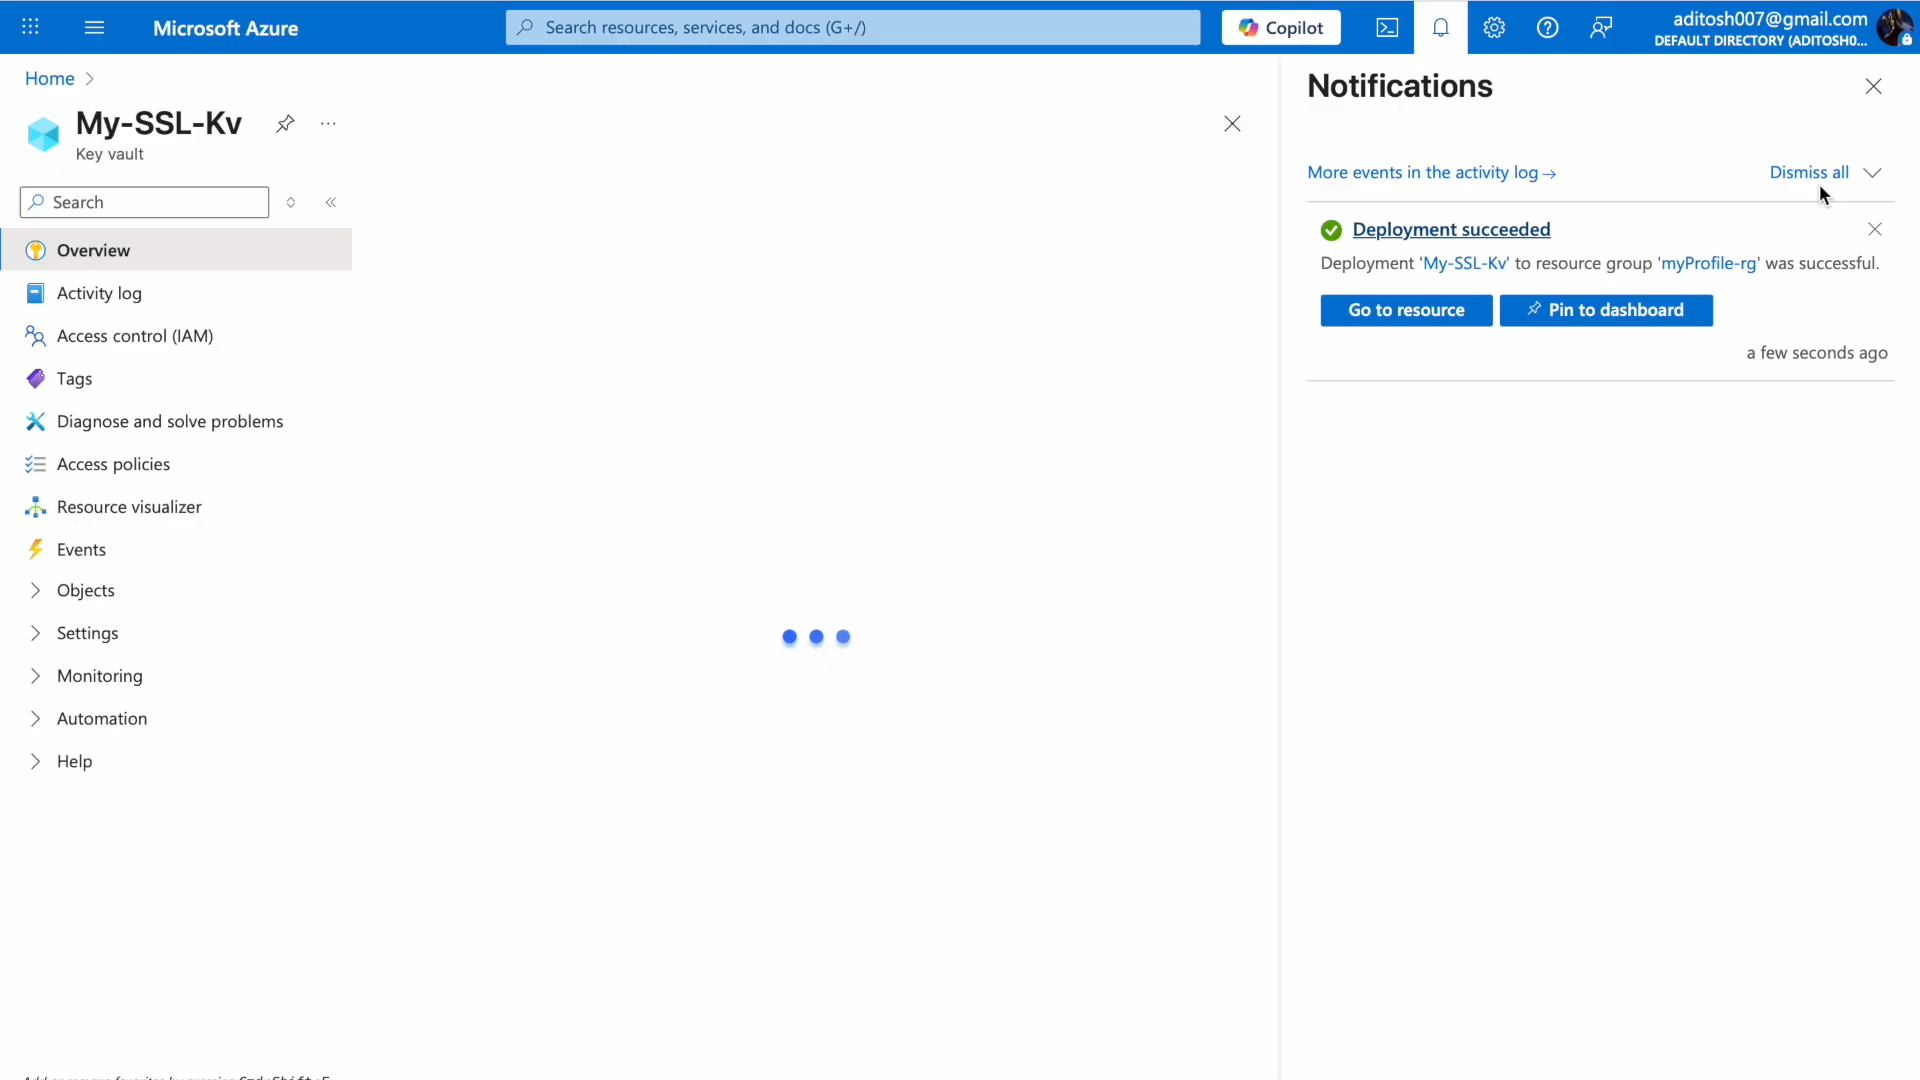 Microsoft Azure
Search resources, services, and docs (G+/)
Copilot
aditosh007@gmail.com
DEFAULT DIRECTORY (ADITOSH0...
Home
My-SSL-Kv
...
Key vault
Search
Overview
Activity log
Access control (IAM)
Tags
Diagnose and solve problems
Access policies
Resource visualizer
Events
Objects
Settings
Monitoring
Automation
Help
Notifications
More events in the activity log →
Dismiss all
Deployment succeeded
Deployment 'My-SSL-Kv' to resource group 'myProfile-rg' was successful.
Go to resource
Pin to dashboard
a few seconds ago